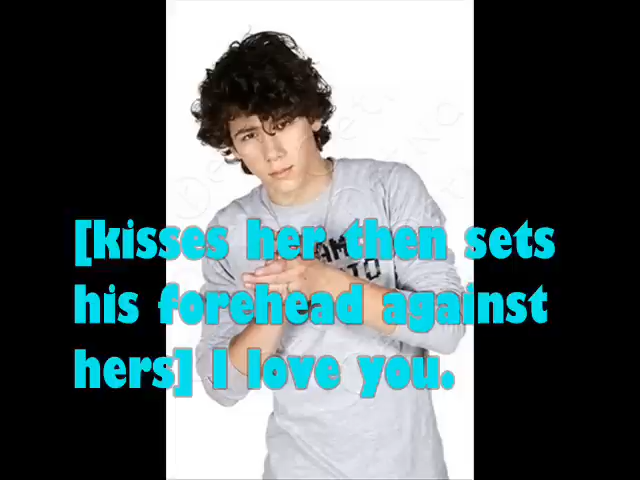 [kisses her then sets
his forehead against
hers] I love you.